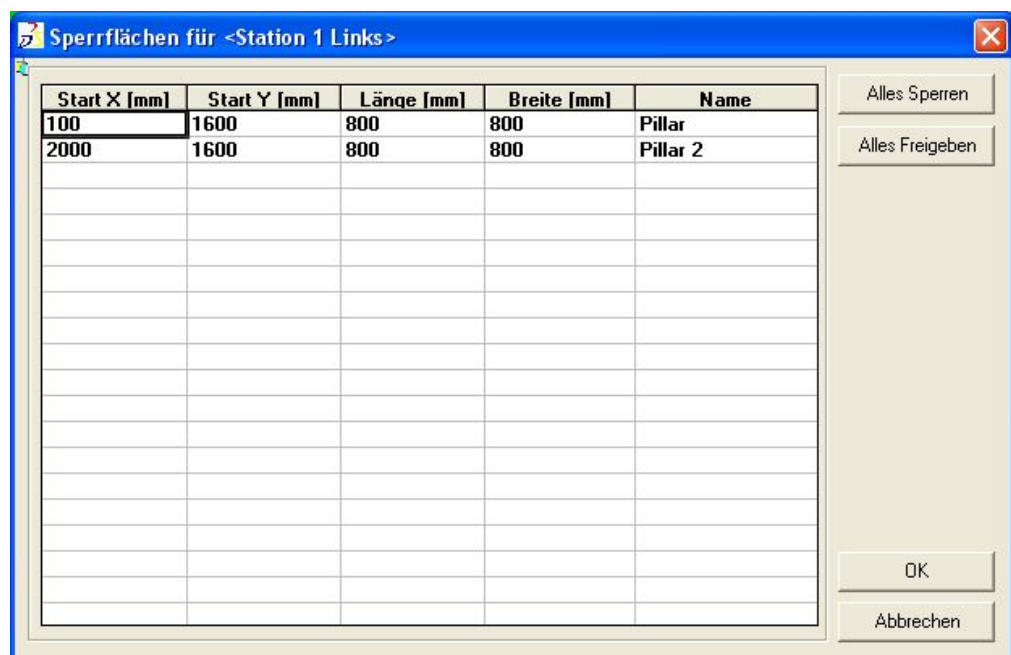 Sperrflächen für <Station 1 Links>
Start X [mm] Start Y [mm] Länge [mm] Breite [mm] Name
100 1600 800 800 Pillar
2000 1600 800 800 Pillar 2
Alles Sperren
Alles Freigeben
OK
Abbrechen